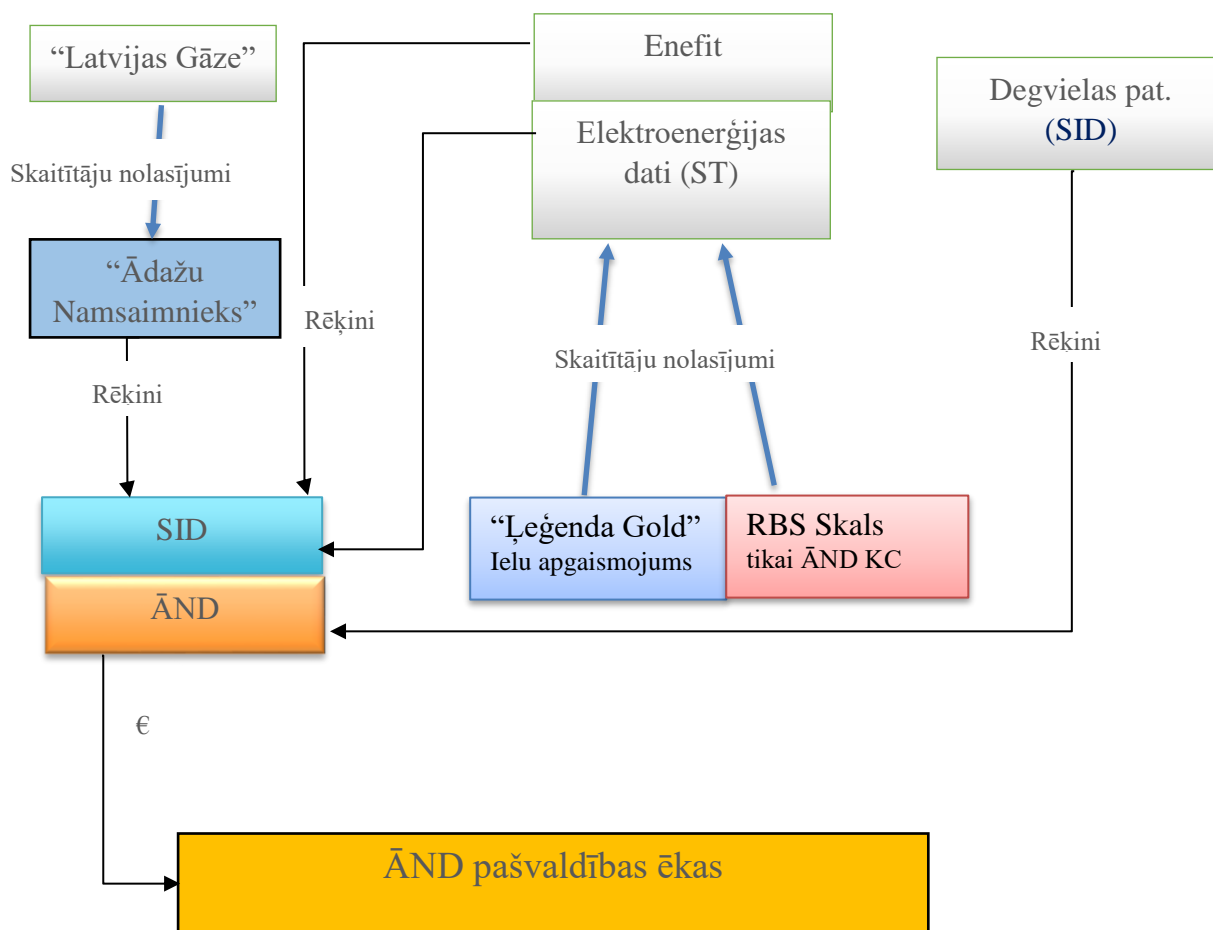 “Latvijas Gāze”
Enefit
Degvielas pat.
(SID)
Elektroenerģijas
dati (ST)
Skaitītāju nolasījumi
“Ādažu
Namsaimnieks”
Rēķini
Rēķini
Skaitītāju nolasījumi
Rēķini
SID
“Ļeģenda Gold”
Ielu apgaismojums
RBS Skals
tikai ĀND KC
ĀND
€
ĀND pašvaldības ēkas